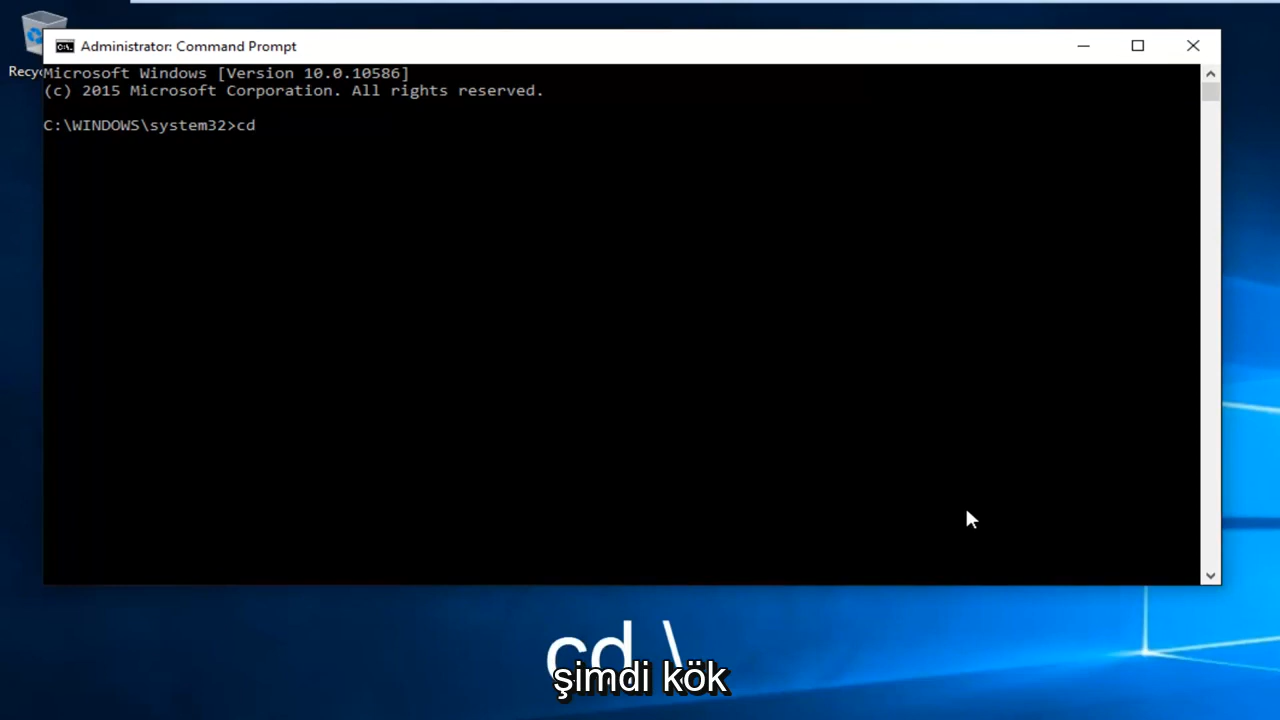 Administrator: Command Prompt
Microsoft Windows [Version 10.0.10586]
(c) 2015 Microsoft Corporation. All rights reserved.
C:\WINDOWS\system32>cd
cd \
şimdi kök